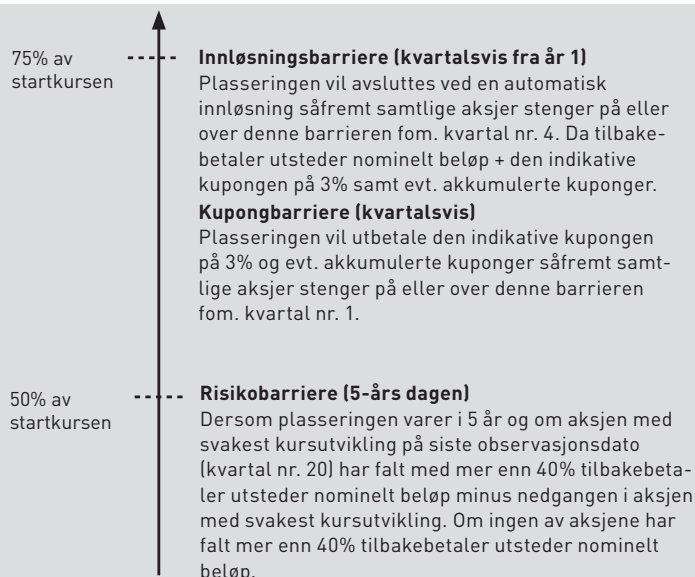 75% av
startkursen
Innløsningsbarriere (kvartalsvis fra år 1)
Plasseringen vil avsluttes ved en automatisk
innløsning såfremt samtlige aksjer stenger på eller
over denne barrieren fom. kvartal nr. 4. Da tilbake-
betaler utsteder nominelt beløp + den indikative
kupongen på 3% samt evt. akkumulerte kuponger.
Kupongbarriere (kvartalsvis)
Plasseringen vil utbetale den indikative kupongen
på 3% og evt. akkumulerte kuponger såfremt samt-
lige aksjer stenger på eller over denne barrieren
fom. kvartal nr. 1.
50% av
startkursen
Risikobarriere (5-års dagen)
Dersom plasseringen varer i 5 år og om aksjen med
svakest kursutvikling på siste observasjonsdato
(kvartal nr. 20) har falt med mer enn 40% tilbakebeta-
ler utsteder nominelt beløp minus nedgangen i aksjen
med svakest kursutvikling. Om ingen av aksjene har
falt mer enn 40% tilbakebetaler utsteder nominelt
beløp.